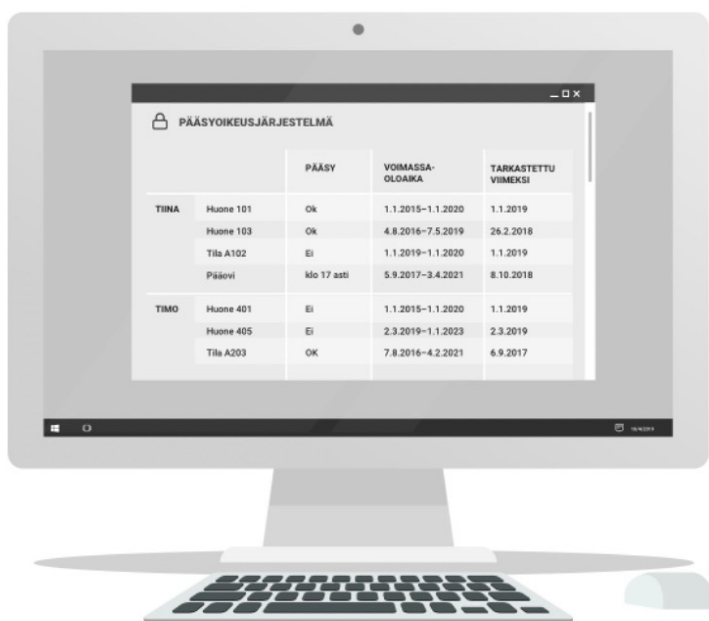 PÄÄSYOIKEUSJÄRJESTELMÄ
PÄÄSY VOIMASSA- TARKASTETTU
OLOAIKA VIIMEKSI
TIINA Huone 101 Ok 1.1.2015–1.1.2020 1.1.2019
Huone 103 Ok 4.8.2016–7.5.2019 26.2.2018
Tila A102 Ei 1.1.2019–1.1.2020 1.1.2019
Pääovi klo 17 asti 5.9.2017–3.4.2021 8.10.2018
TIMO Huone 401 Ei 1.1.2015–1.1.2020 1.1.2019
Huone 405 Ei 2.3.2019–1.1.2023 2.3.2019
Tila A203 OK 7.8.2016–4.2.2021 6.9.2017